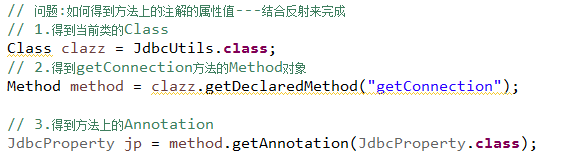 // 问题:如何得到方法上的注解的属性值---结合反射来完成
// 1.得到当前类的Class
Class clazz = JdbcUtils.class;
// 2.得到getConnection方法的Method对象
Method method = clazz.getDeclaredMethod("getConnection");
// 3.得到方法上的Annotation
JdbcProperty jp = method.getAnnotation(JdbcProperty.class);